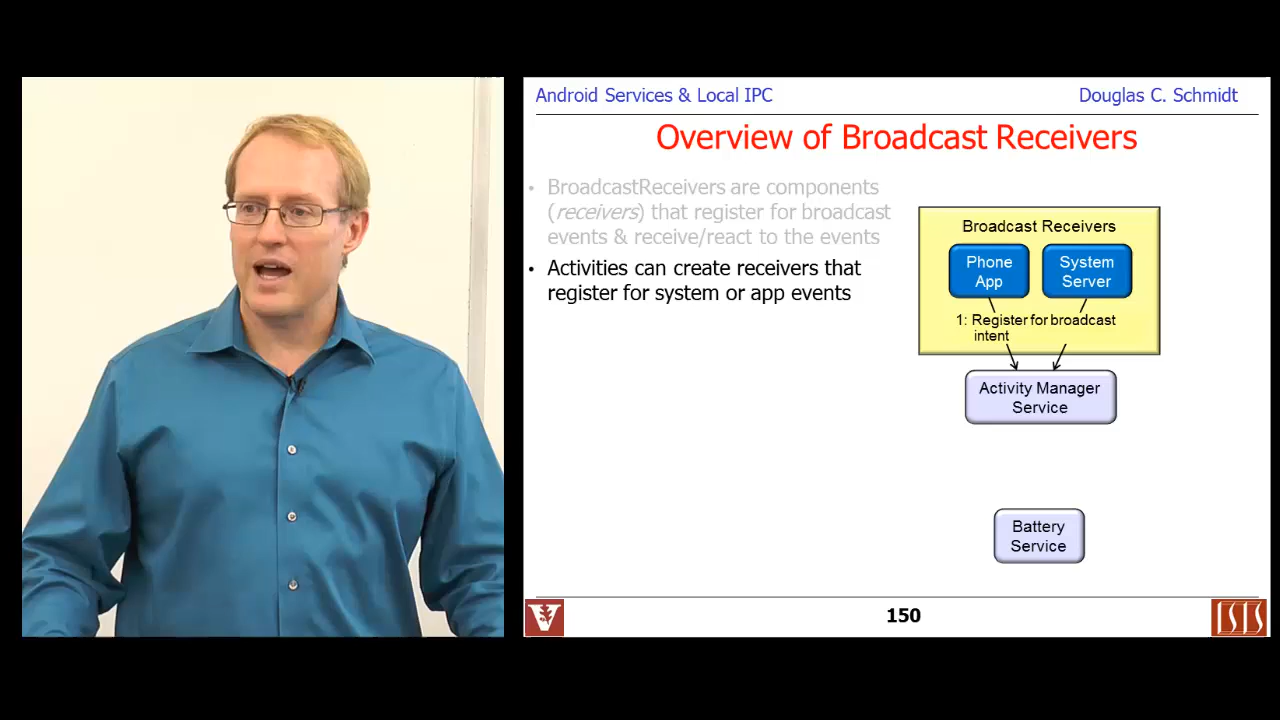 Android Services & Local IPC
Douglas C. Schmidt
Overview of Broadcast Receivers
• BroadcastReceivers are components
(receivers) that register for broadcast
events & receive/react to the events
• Activities can create receivers that
register for system or app events
Broadcast Receivers
Phone
App
System
Server
1: Register for broadcast
intent
Activity Manager
Service
Battery
Service
V
150
ISIS